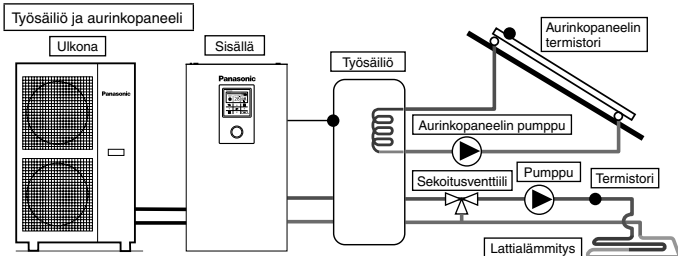 Työsäiliö ja aurinkopaneeli
Ulkona
Sisällä
Työsäiliö
Aurinkopaneelin
termistori
Panasonic
Panasonic
Aurinkopaneelin pumppu
Sekoitusventtiili
Pumppu
Termistori
Lattialämmitys